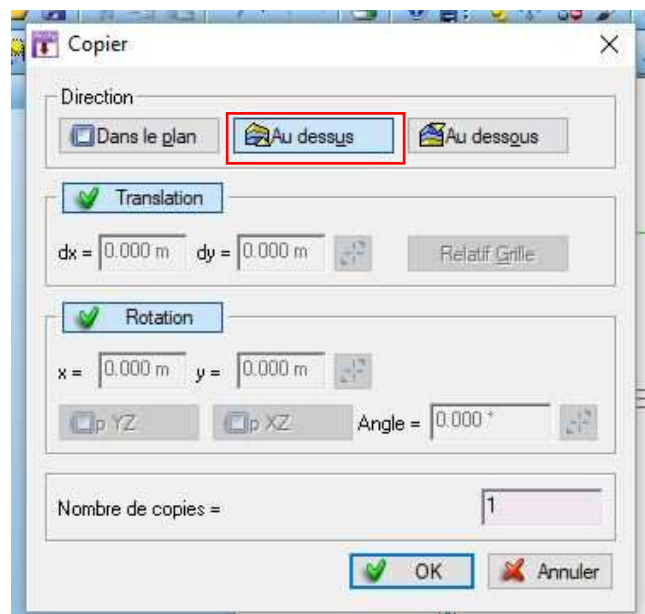 Copier
Direction
Dans le plan Au dessus Au dessous
Translation
dx = 0.000 m dy = 0.000 m Relatif Grille
Rotation
x = 0.000 m y = 0.000 m
p YZ p XZ Angle = 0.000 °
Nombre de copies = 1
OK Annuler